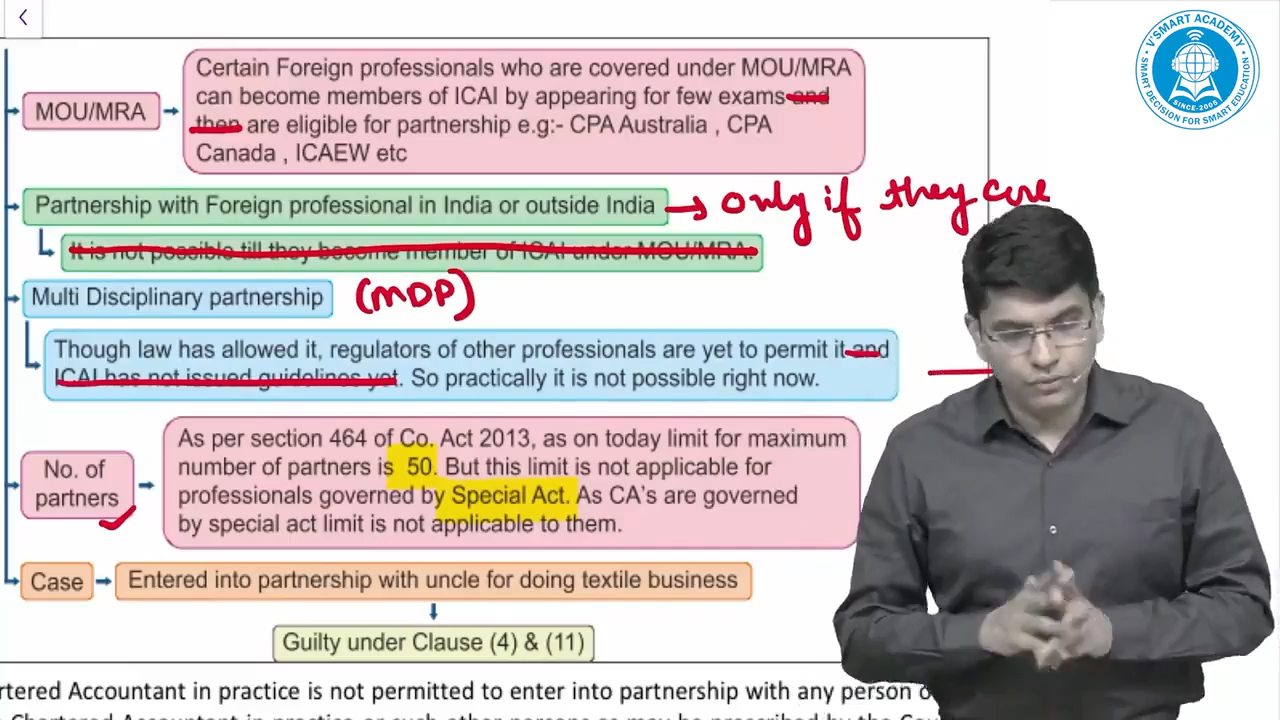 V'SMART ACADEMY
SINCE-2005
SMART DECISION FOR SMART EDUCATION
MOU/MRA
Certain Foreign professionals who are covered under MOU/MRA
can become members of ICAI by appearing for few exams and
then are eligible for partnership e.g:- CPA Australia , CPA
Canada , ICAEW etc
Partnership with Foreign professional in India or outside India
only if they are
It is not possible till they become member of ICAI under MOU/MRA.
Multi Disciplinary partnership
(MDP)
Though law has allowed it, regulators of other professionals are yet to permit it and
ICAI has not issued guidelines yet. So practically it is not possible right now.
No. of
partners
As per section 464 of Co. Act 2013, as on today limit for maximum
number of partners is 50. But this limit is not applicable for
professionals governed by Special Act. As CA's are governed
by special act limit is not applicable to them.
Case
Entered into partnership with uncle for doing textile business
Guilty under Clause (4) & (11)
rtered Accountant in practice is not permitted to enter into partnership with any person